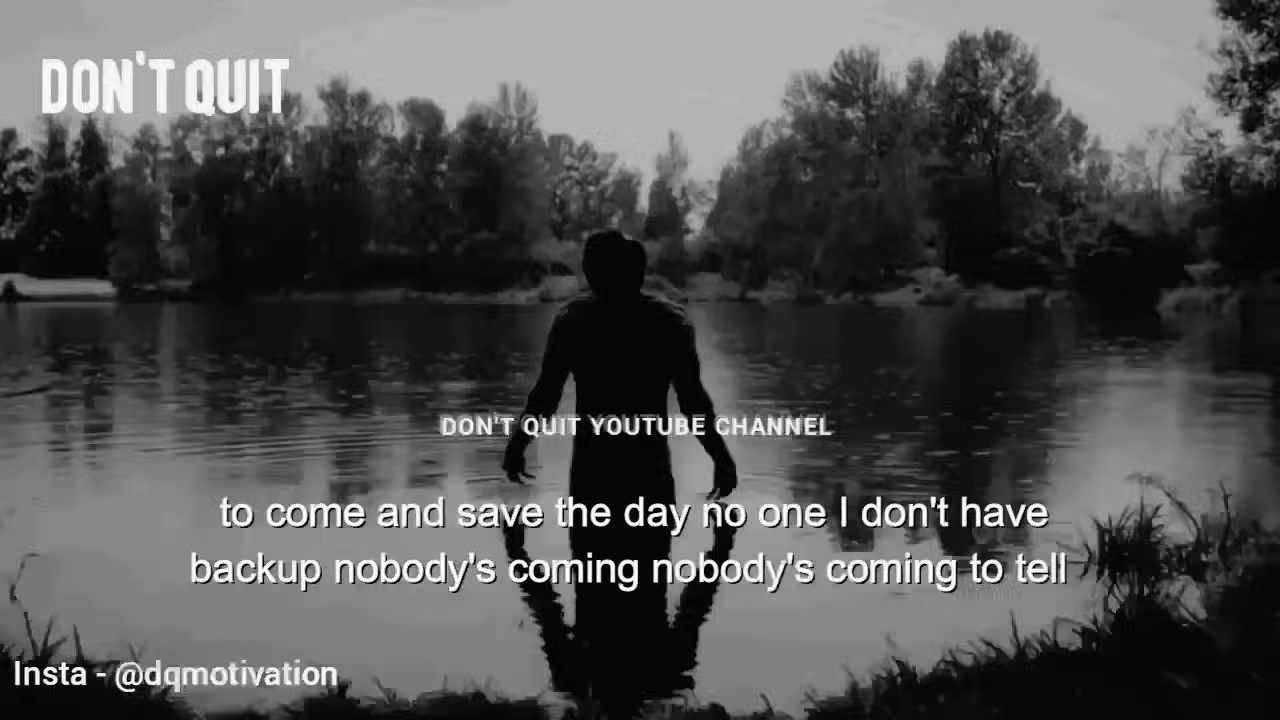 DON'T QUIT
DON'T QUIT YOUTUBE CHANNEL
to come and save the day no one I don't have
backup nobody's coming nobody's coming to tell
Insta - @dqmotivation